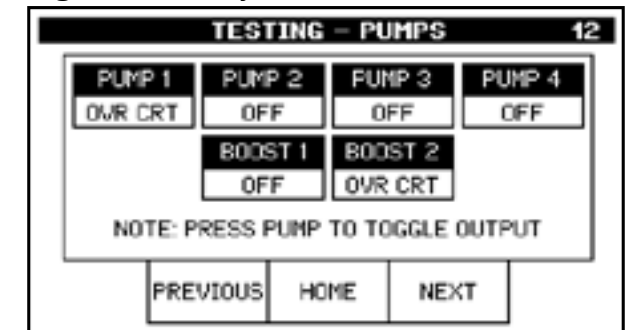 TESTING – PUMPS 12
PUMP 1 PUMP 2 PUMP 3 PUMP 4
OVR CRT OFF OFF OFF
BOOST 1 BOOST 2
OFF OVR CRT
NOTE: PRESS PUMP TO TOGGLE OUTPUT
PREVIOUS HOME NEXT